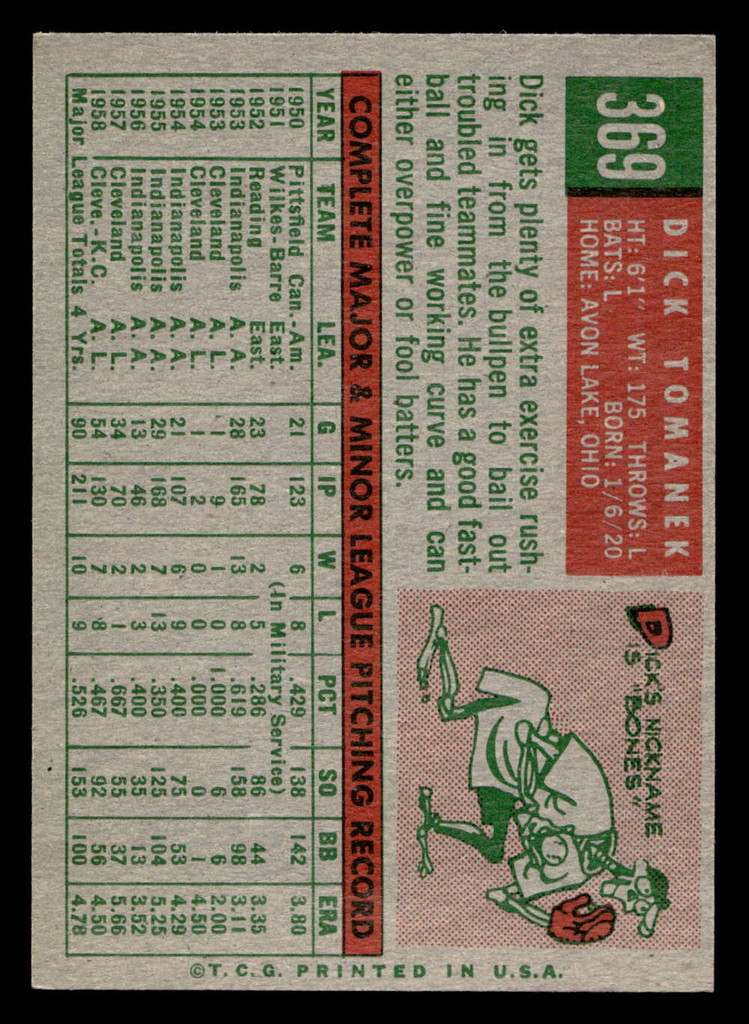 369
DICK TOMANEK
HT: 6'1" WT: 175 THROWS: L
BATS: L BORN: 1/6/20
HOME: AVON LAKE, OHIO
Dick gets plenty of extra exercise rush-
ing in from the bullpen to bail out
troubled teammates. He has a good fast-
ball and fine working curve and can
either overpower or fool batters.
DICK'S NICKNAME
IS "BONES"
B
COMPLETE MAJOR & MINOR LEAGUE PITCHING RECORD
YEAR TEAM LEA. G IP W L PCT SO BB ERA
1950 Pittsfield Can.-Am. 21 123 6 8 .429 138 142 3.80
1951 Wilkes-Barre East. (In Military Service)
1952 Reading East. 23 78 2 5 .286 86 44 3.35
1953 Indianapolis A. A. 28 165 13 8 .619 158 98 3.11
1953 Cleveland A. L. 1 9 1 0 1.000 6 6 2.00
1954 Cleveland A. L. 2 2 0 0 .000 0 1 4.50
1954 Indianapolis A. A. 21 107 6 9 .400 75 53 4.29
1955 Indianapolis A. A. 29 168 7 13 .350 125 104 5.25
1956 Indianapolis A. A. 13 46 2 3 .400 35 13 3.52
1957 Cleveland A. L. 34 70 2 1 .667 55 37 5.66
1958 Cleve.-K.C. A. L. 54 130 7 8 .467 92 56 4.50
Major League Totals 4 Yrs. 90 211 10 9 .526 153 100 4.78
©T.C.G. PRINTED IN U.S.A.